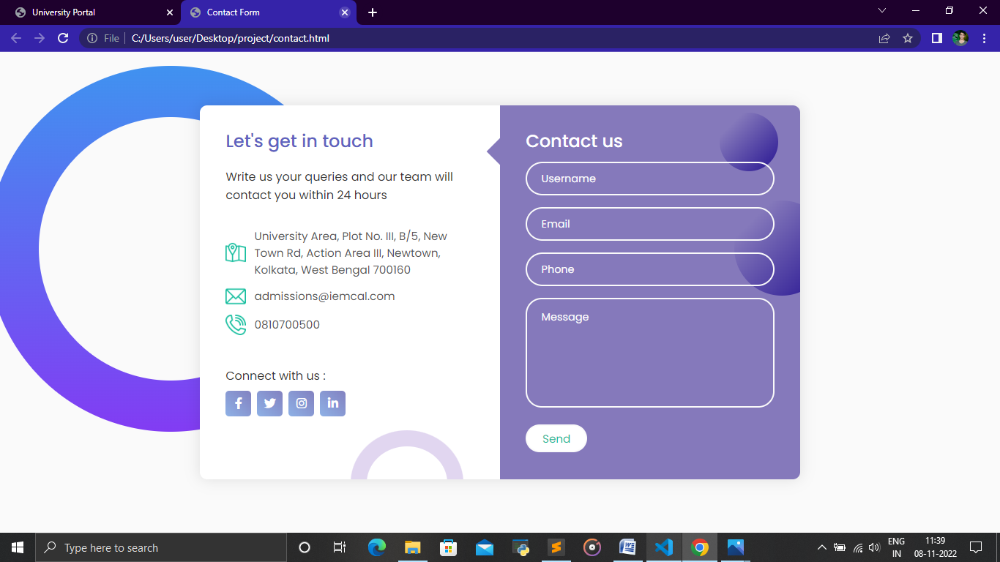 University Portal
Contact Form
File
C:/Users/user/Desktop/project/contact.html
Let's get in touch
Write us your queries and our team will
contact you within 24 hours
University Area, Plot No. III, B/5, New
Town Rd, Action Area III, Newtown,
Kolkata, West Bengal 700160
admissions@iemcal.com
0810700500
Connect with us :
Contact us
Username
Email
Phone
Message
Send
Type here to search
ENG
IN
11:39
08-11-2022